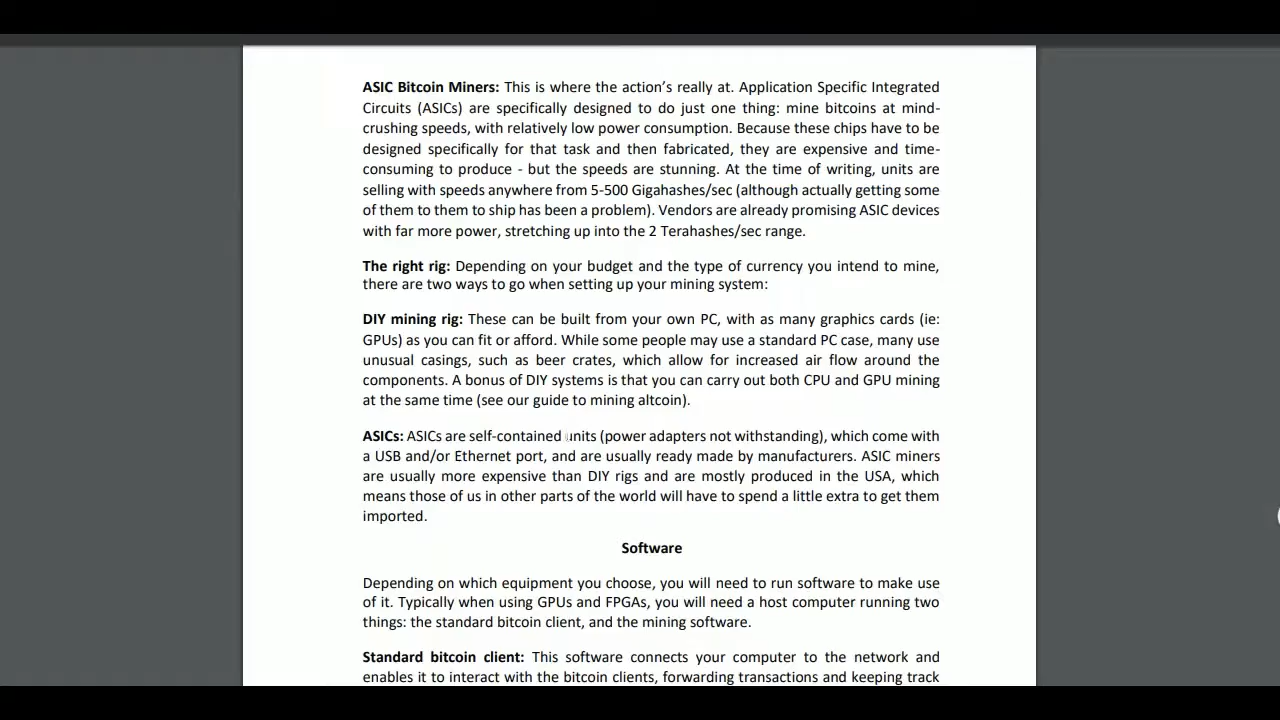 ASIC Bitcoin Miners: This is where the action's really at. Application Specific Integrated
Circuits (ASICs) are specifically designed to do just one thing: mine bitcoins at mind-
crushing speeds, with relatively low power consumption. Because these chips have to be
designed specifically for that task and then fabricated, they are expensive and time-
consuming to produce - but the speeds are stunning. At the time of writing, units are
selling with speeds anywhere from 5-500 Gigahashes/sec (although actually getting some
of them to them to ship has been a problem). Vendors are already promising ASIC devices
with far more power, stretching up into the 2 Terahashes/sec range.
The right rig: Depending on your budget and the type of currency you intend to mine,
there are two ways to go when setting up your mining system:
DIY mining rig: These can be built from your own PC, with as many graphics cards (ie:
GPUs) as you can fit or afford. While some people may use a standard PC case, many use
unusual casings, such as beer crates, which allow for increased air flow around the
components. A bonus of DIY systems is that you can carry out both CPU and GPU mining
at the same time (see our guide to mining altcoin).
ASICs: ASICs are self-contained units (power adapters not withstanding), which come with
a USB and/or Ethernet port, and are usually ready made by manufacturers. ASIC miners
are usually more expensive than DIY rigs and are mostly produced in the USA, which
means those of us in other parts of the world will have to spend a little extra to get them
imported.
Software
Depending on which equipment you choose, you will need to run software to make use
of it. Typically when using GPUs and FPGAs, you will need a host computer running two
things: the standard bitcoin client, and the mining software.
Standard bitcoin client: This software connects your computer to the network and
enables it to interact with the bitcoin clients, forwarding transactions and keeping track